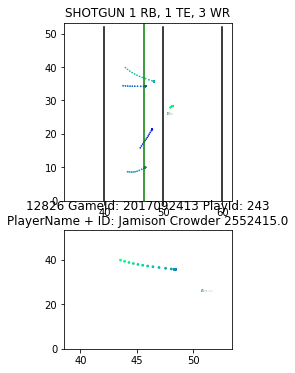 SHOTGUN 1 RB, 1 TE, 3 WR
50
40
30
20
10
0
40 50 60
12826 GameId: 2017092413 PlayId: 243
PlayerName + ID: Jamison Crowder 2552415.0
40
20
0
40 45 50